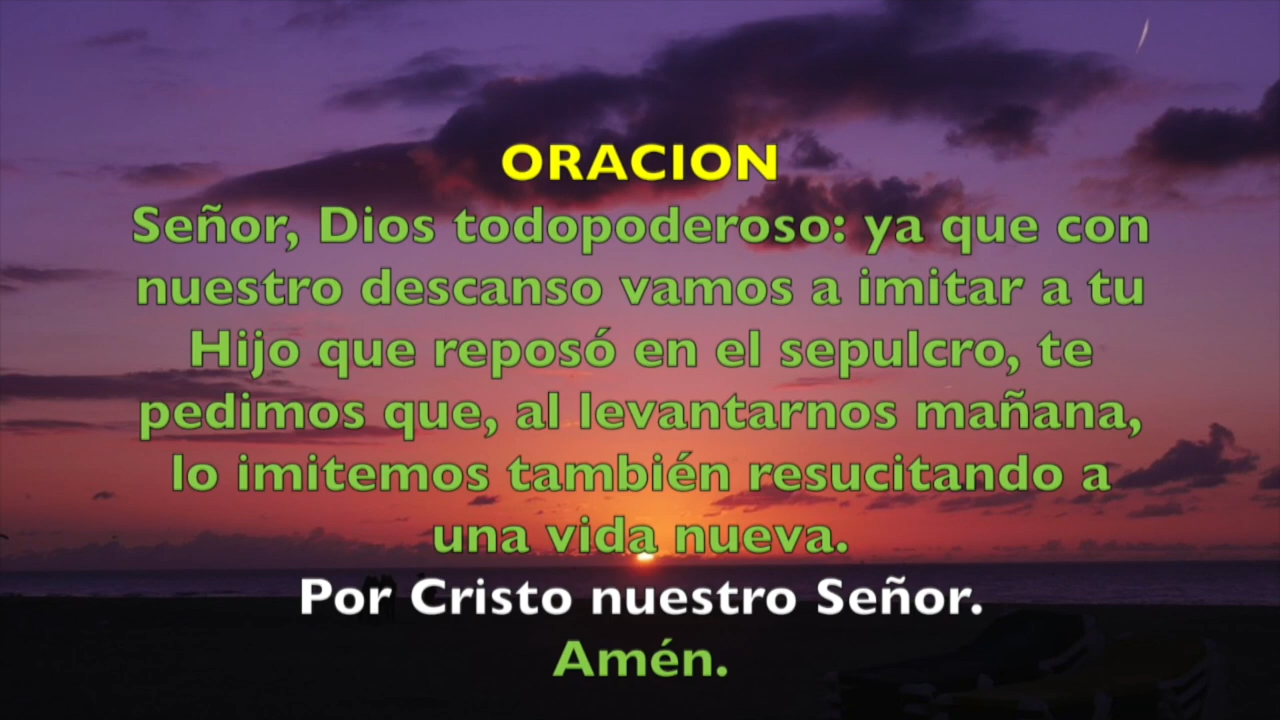 ORACION
Señor, Dios todopoderoso: ya que con
nuestro descanso vamos a imitar a tu
Hijo que reposó en el sepulcro, te
pedimos que, al levantarnos mañana,
lo imitemos también resucitando a
una vida nueva.
Por Cristo nuestro Señor.
Amén.